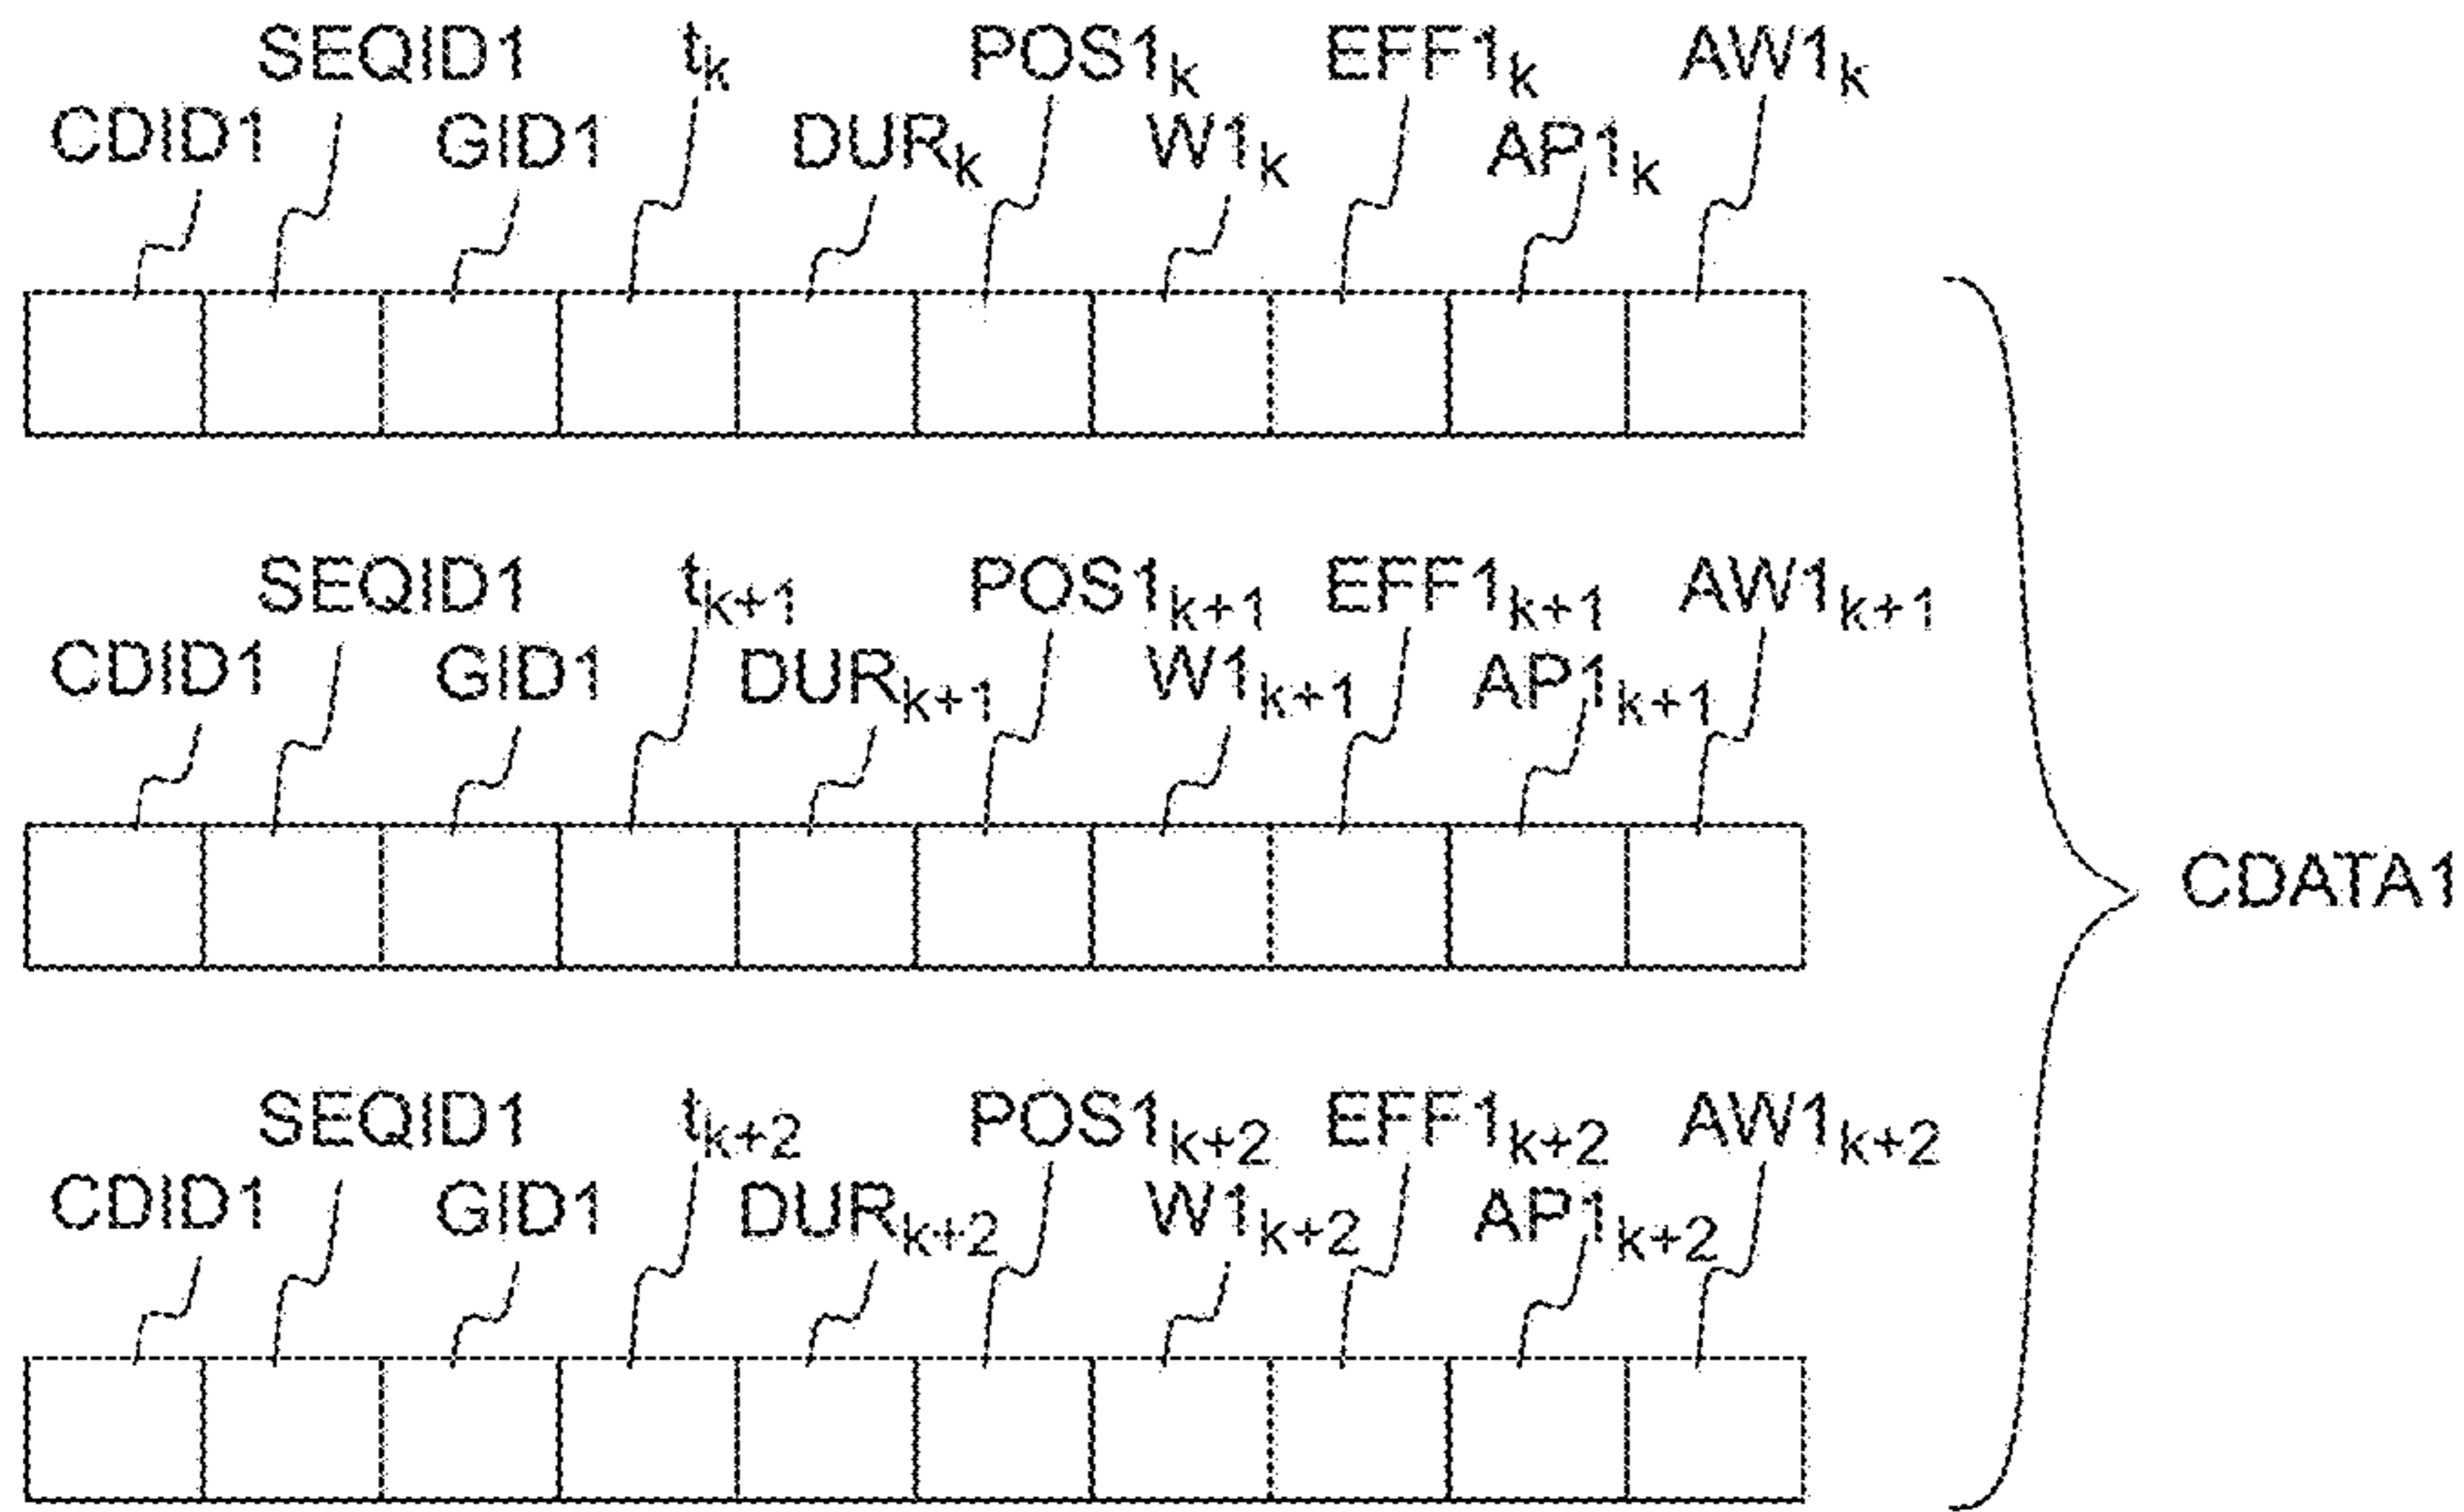 SEQID1 tₖ POS1ₖ EFF1ₖ AW1ₖ
CDID1 GID1 DURₖ W1ₖ AP1ₖ
SEQID1 tₖ₊₁ POS1ₖ₊₁ EFF1ₖ₊₁ AW1ₖ₊₁
CDID1 GID1 DURₖ₊₁ W1ₖ₊₁ AP1ₖ₊₁
CDATA1
SEQID1 tₖ₊₂ POS1ₖ₊₂ EFF1ₖ₊₂ AW1ₖ₊₂
CDID1 GID1 DURₖ₊₂ W1ₖ₊₂ AP1ₖ₊₂